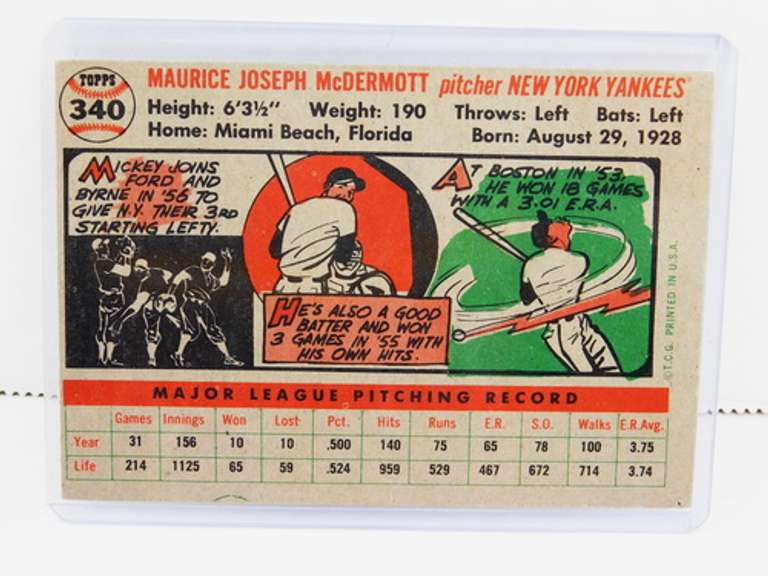 TOPPS
340
MAURICE JOSEPH McDERMOTT pitcher NEW YORK YANKEES
Height: 6'3½" Weight: 190 Throws: Left Bats: Left
Home: Miami Beach, Florida Born: August 29, 1928
MICKEY JOINS
FORD AND
BYRNE IN '56 TO
GIVE N.Y. THEIR 3RD
STARTING LEFTY.
HE'S ALSO A GOOD
BATTER AND WON
3 GAMES IN '55 WITH
HIS OWN HITS.
AT BOSTON IN '53,
HE WON 18 GAMES
WITH A 3.01 E.R.A.
©T.C.G. PRINTED IN U.S.A.
MAJOR LEAGUE PITCHING RECORD
Games Innings Won Lost Pct. Hits Runs E.R. S.O. Walks E.R.Avg.
Year 31 156 10 10 .500 140 75 65 78 100 3.75
Life 214 1125 65 59 .524 959 529 467 672 714 3.74